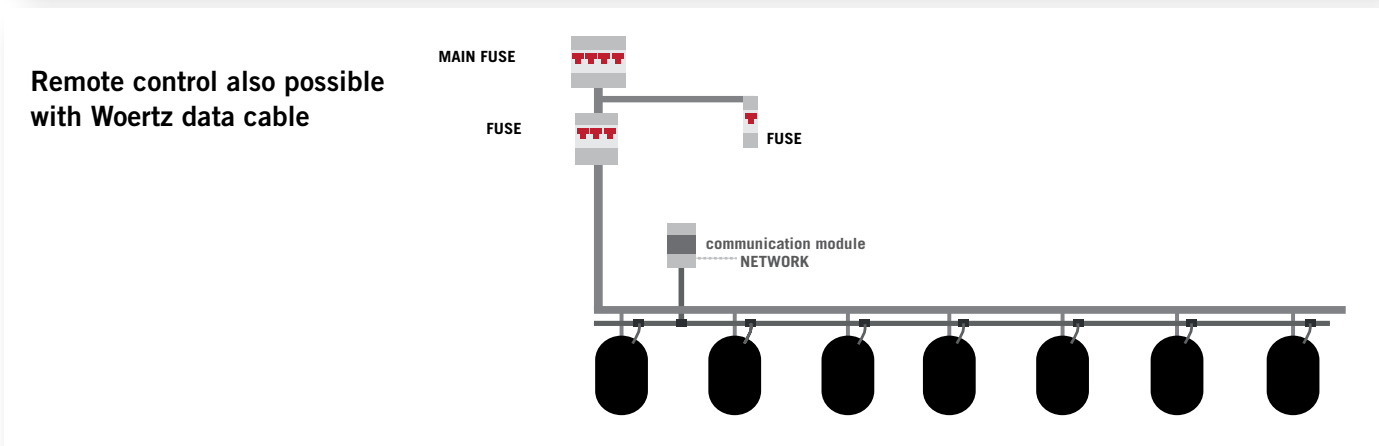 Remote control also possible
with Woertz data cable
MAIN FUSE
FUSE
FUSE
communication module
NETWORK